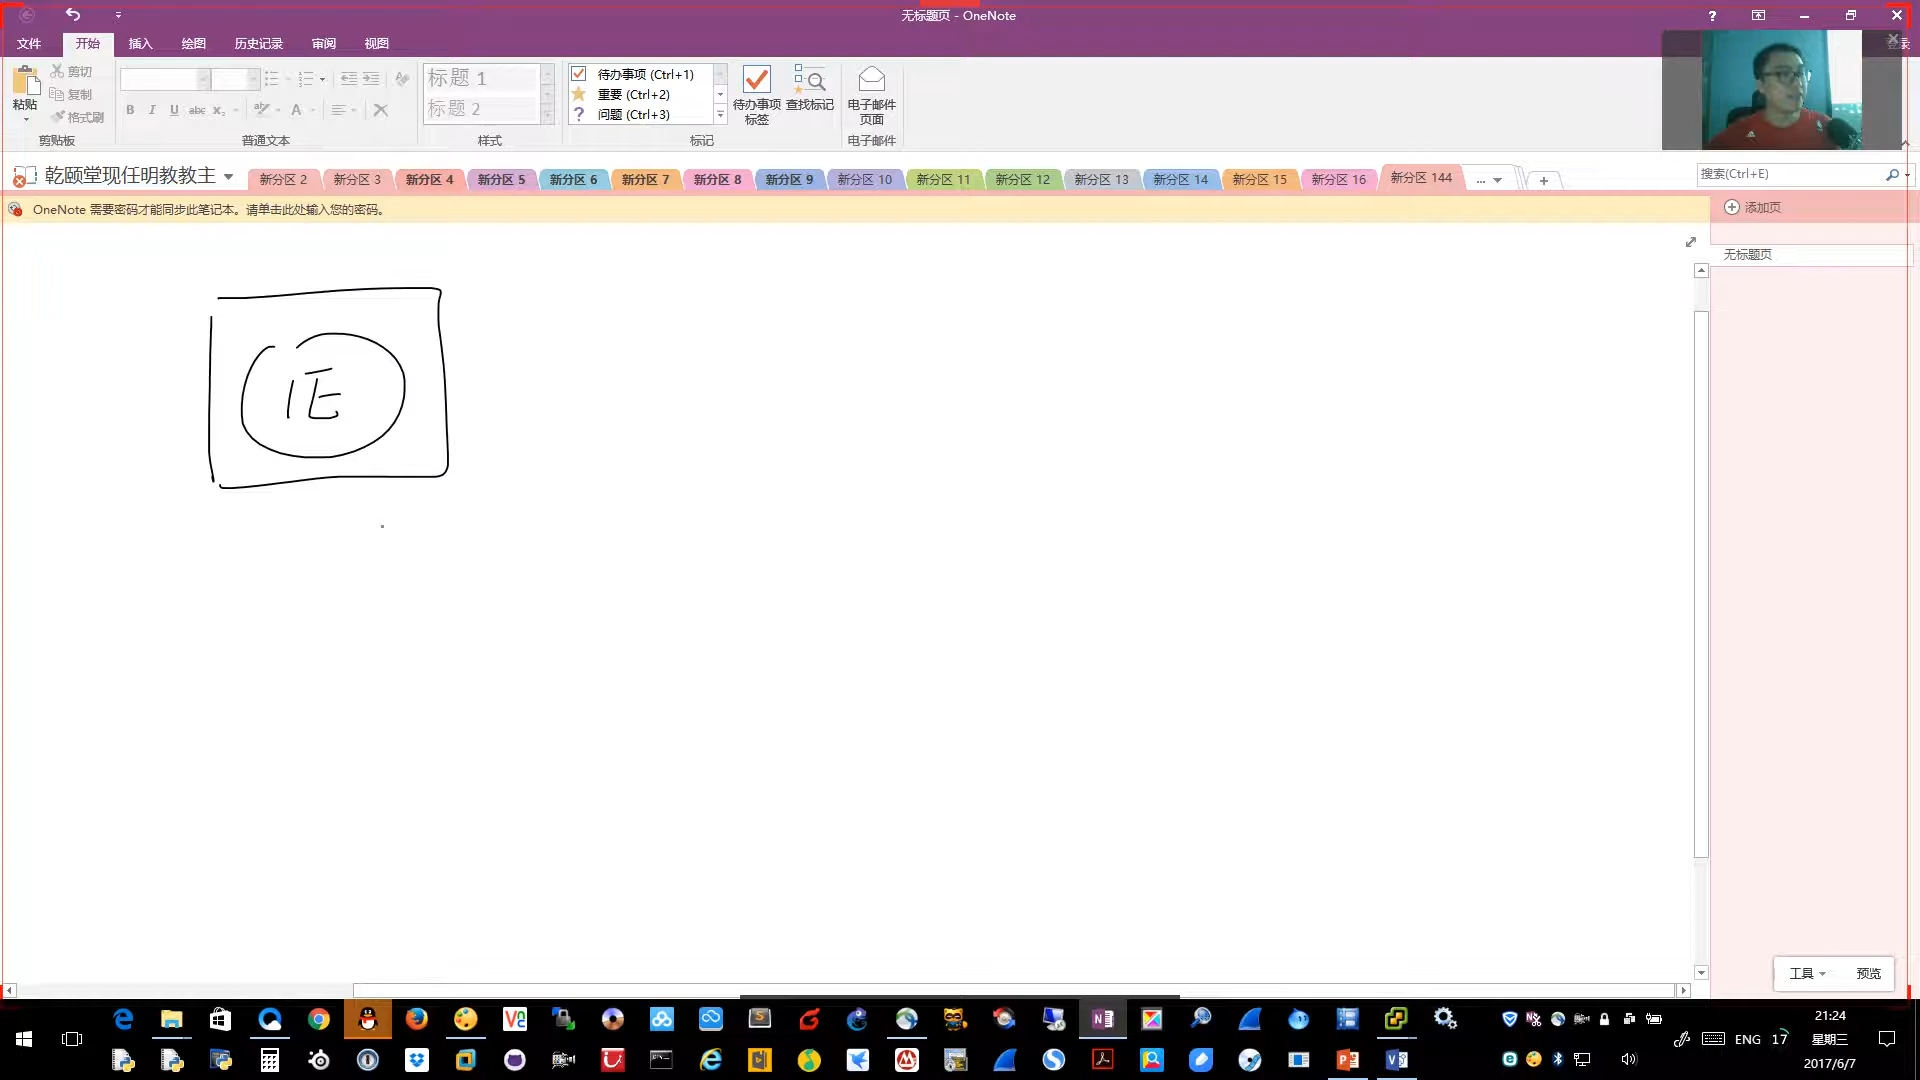 无标题页 - OneNote
文件 开始 插入 绘图 历史记录 审阅 视图
粘贴 剪切 复制 格式刷
剪贴板
B I U abc x A
普通文本
标题 1
标题 2
样式
待办事项 (Ctrl+1)
重要 (Ctrl+2)
问题 (Ctrl+3)
待办事项标签 查找标记
标记
电子邮件页面
电子邮件
乾颐堂现任明教教主 新分区 2 新分区 3 新分区 4 新分区 5 新分区 6 新分区 7 新分区 8 新分区 9 新分区 10 新分区 11 新分区 12 新分区 13 新分区 14 新分区 15 新分区 16 新分区 144 ...
搜索(Ctrl+E)
OneNote 需要密码才能同步此笔记本。请单击此处输入您的密码。
添加页
无标题页
IE
工具 预览
ENG 17
21:24
星期三
2017/6/7